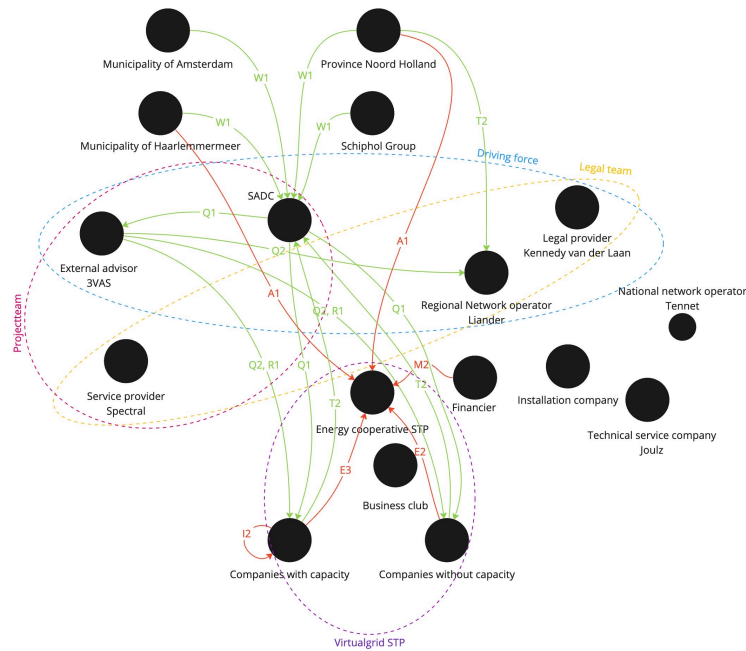 Municipality of Amsterdam
Province Noord Holland
W1
W1
Municipality of Haarlemmermeer
W1
W1
Schiphol Group
T2
Driving force
Legal team
SADC
Q1
Q2
External advisor
3VAS
A1
Legal provider
Kennedy van der Laan
Regional Network operator
Liander
National network operator
Tennet
A1
Q2, R1
Q1
Projectteam
Service provider
Spectral
Q2, R1
Q1
T2
M2
T2
Energy cooperative STP
Financier
Installation company
Technical service company
Joulz
E3
E2
Business club
I2
Companies with capacity
Companies without capacity
Virtualgrid STP